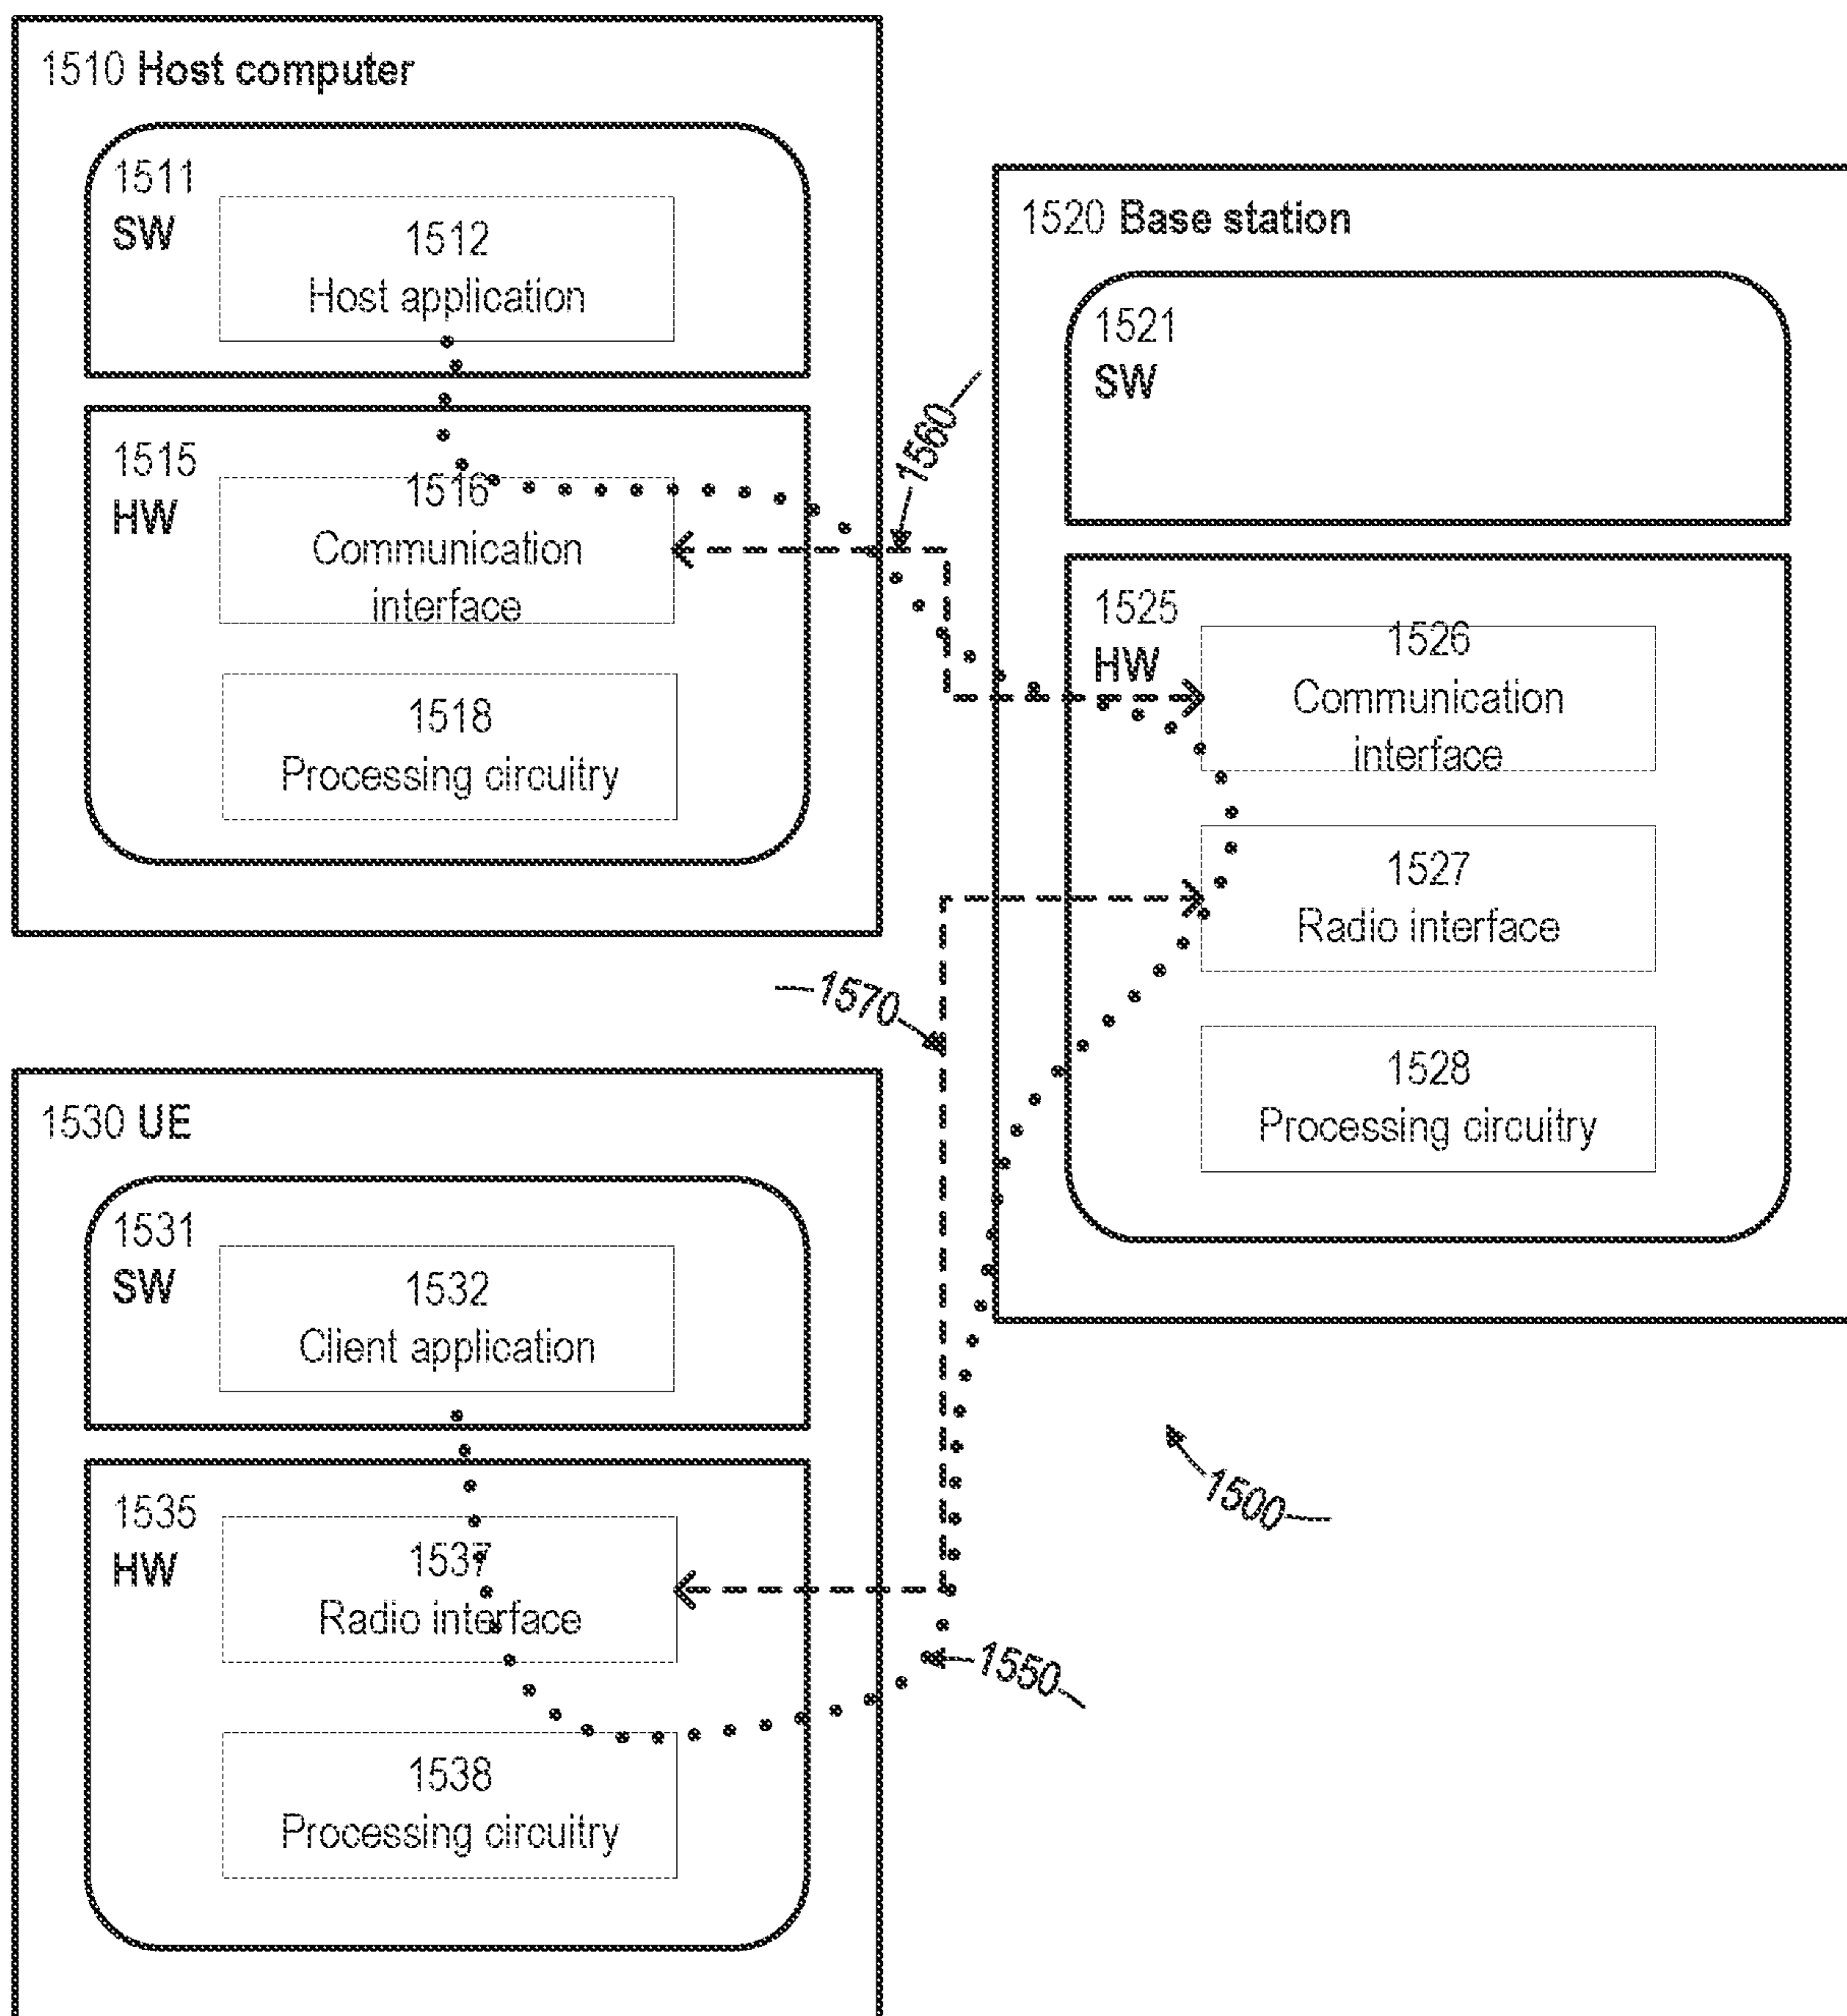 1510 Host computer
1511
SW
1512
Host application
1515
HW
1516
Communication
interface
1518
Processing circuitry
1560
1520 Base station
1521
SW
1525
HW
1526
Communication
interface
1527
Radio interface
1528
Processing circuitry
1570
1530 UE
1531
SW
1532
Client application
1535
HW
1537
Radio interface
1538
Processing circuitry
1500
1550